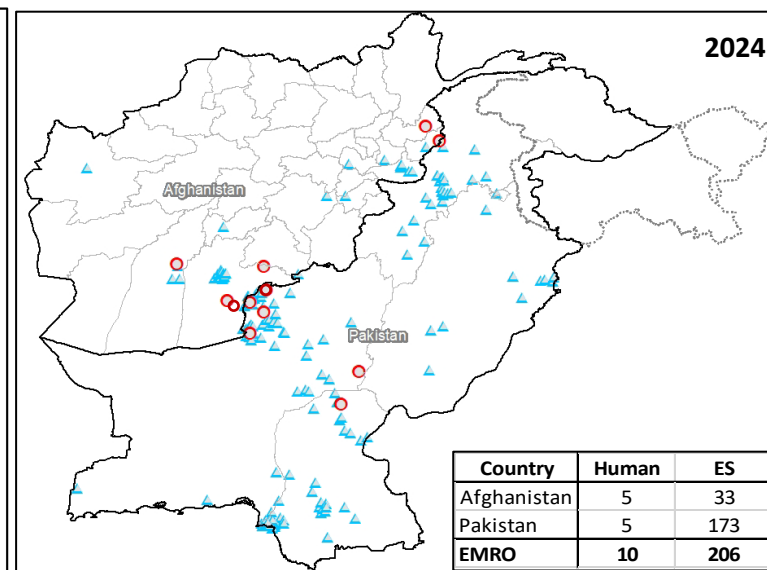 2024
Afghanistan
Pakistan
Country Human ES
Afghanistan 5 33
Pakistan 5 173
EMRO 10 206